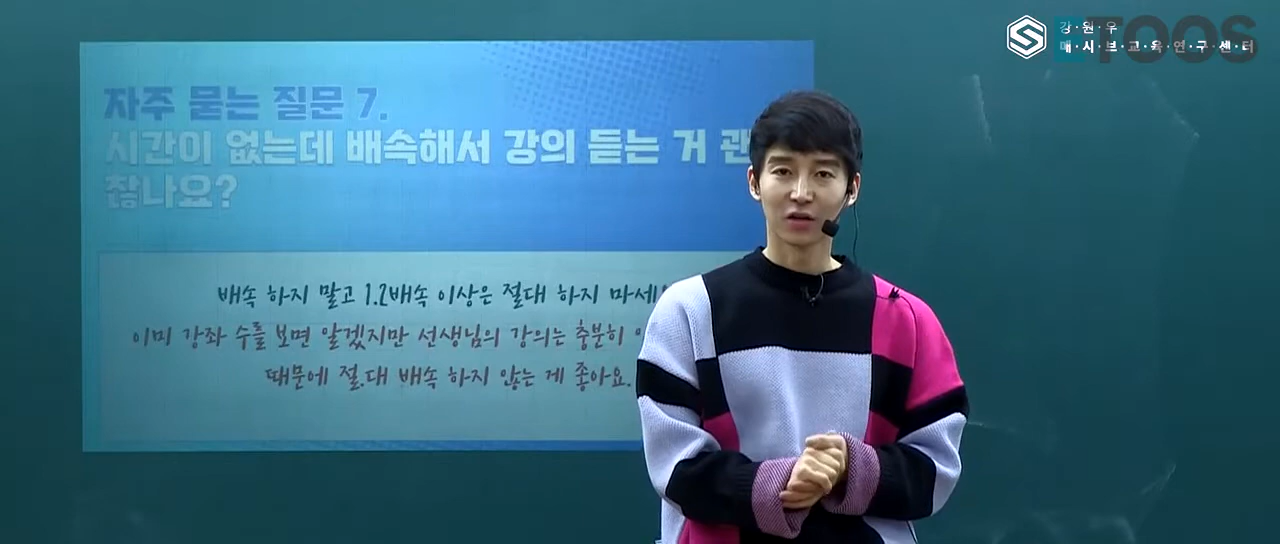 강·원·우
매·시·브·교·육·연·구·센·터
ETOOS
자주 묻는 질문 7.
시간이 없는데 배속해서 강의 듣는 거 괜
찮나요?
배속 하지 말고 1.2배속 이상은 절대 하지 마세
이미 강좌 수를 보면 알겠지만 선생님의 강의는 충분히
때문에 절대 배속 하지 않는 게 좋아요.